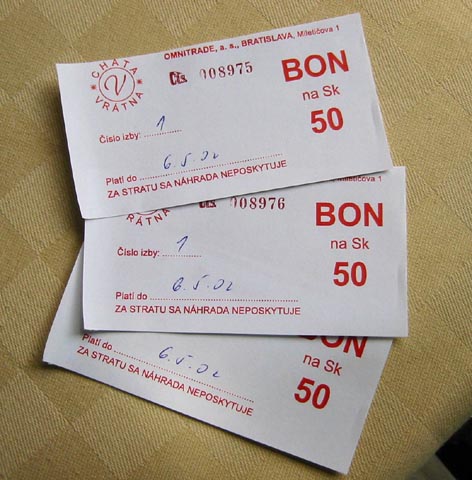 OMNITRADE, a. s., BRATISLAVA, Miletičova 1
CHATA VRÁTNA
V
Čís. 008975
BON
na Sk
50
Číslo izby: 1
Platí do 6.5.02
ZA STRATU SA NÁHRADA NEPOSKYTUJE
Miletičova 1
VRÁTNA
Čís. 008976
BON
na Sk
50
Číslo izby: 1
Platí do 6.5.02
ZA STRATU SA NÁHRADA NEPOSKYTUJE
BON
na Sk
50
Platí do 6.5.02
ZA STRATU SA NÁHRADA NEPOSKYTUJE